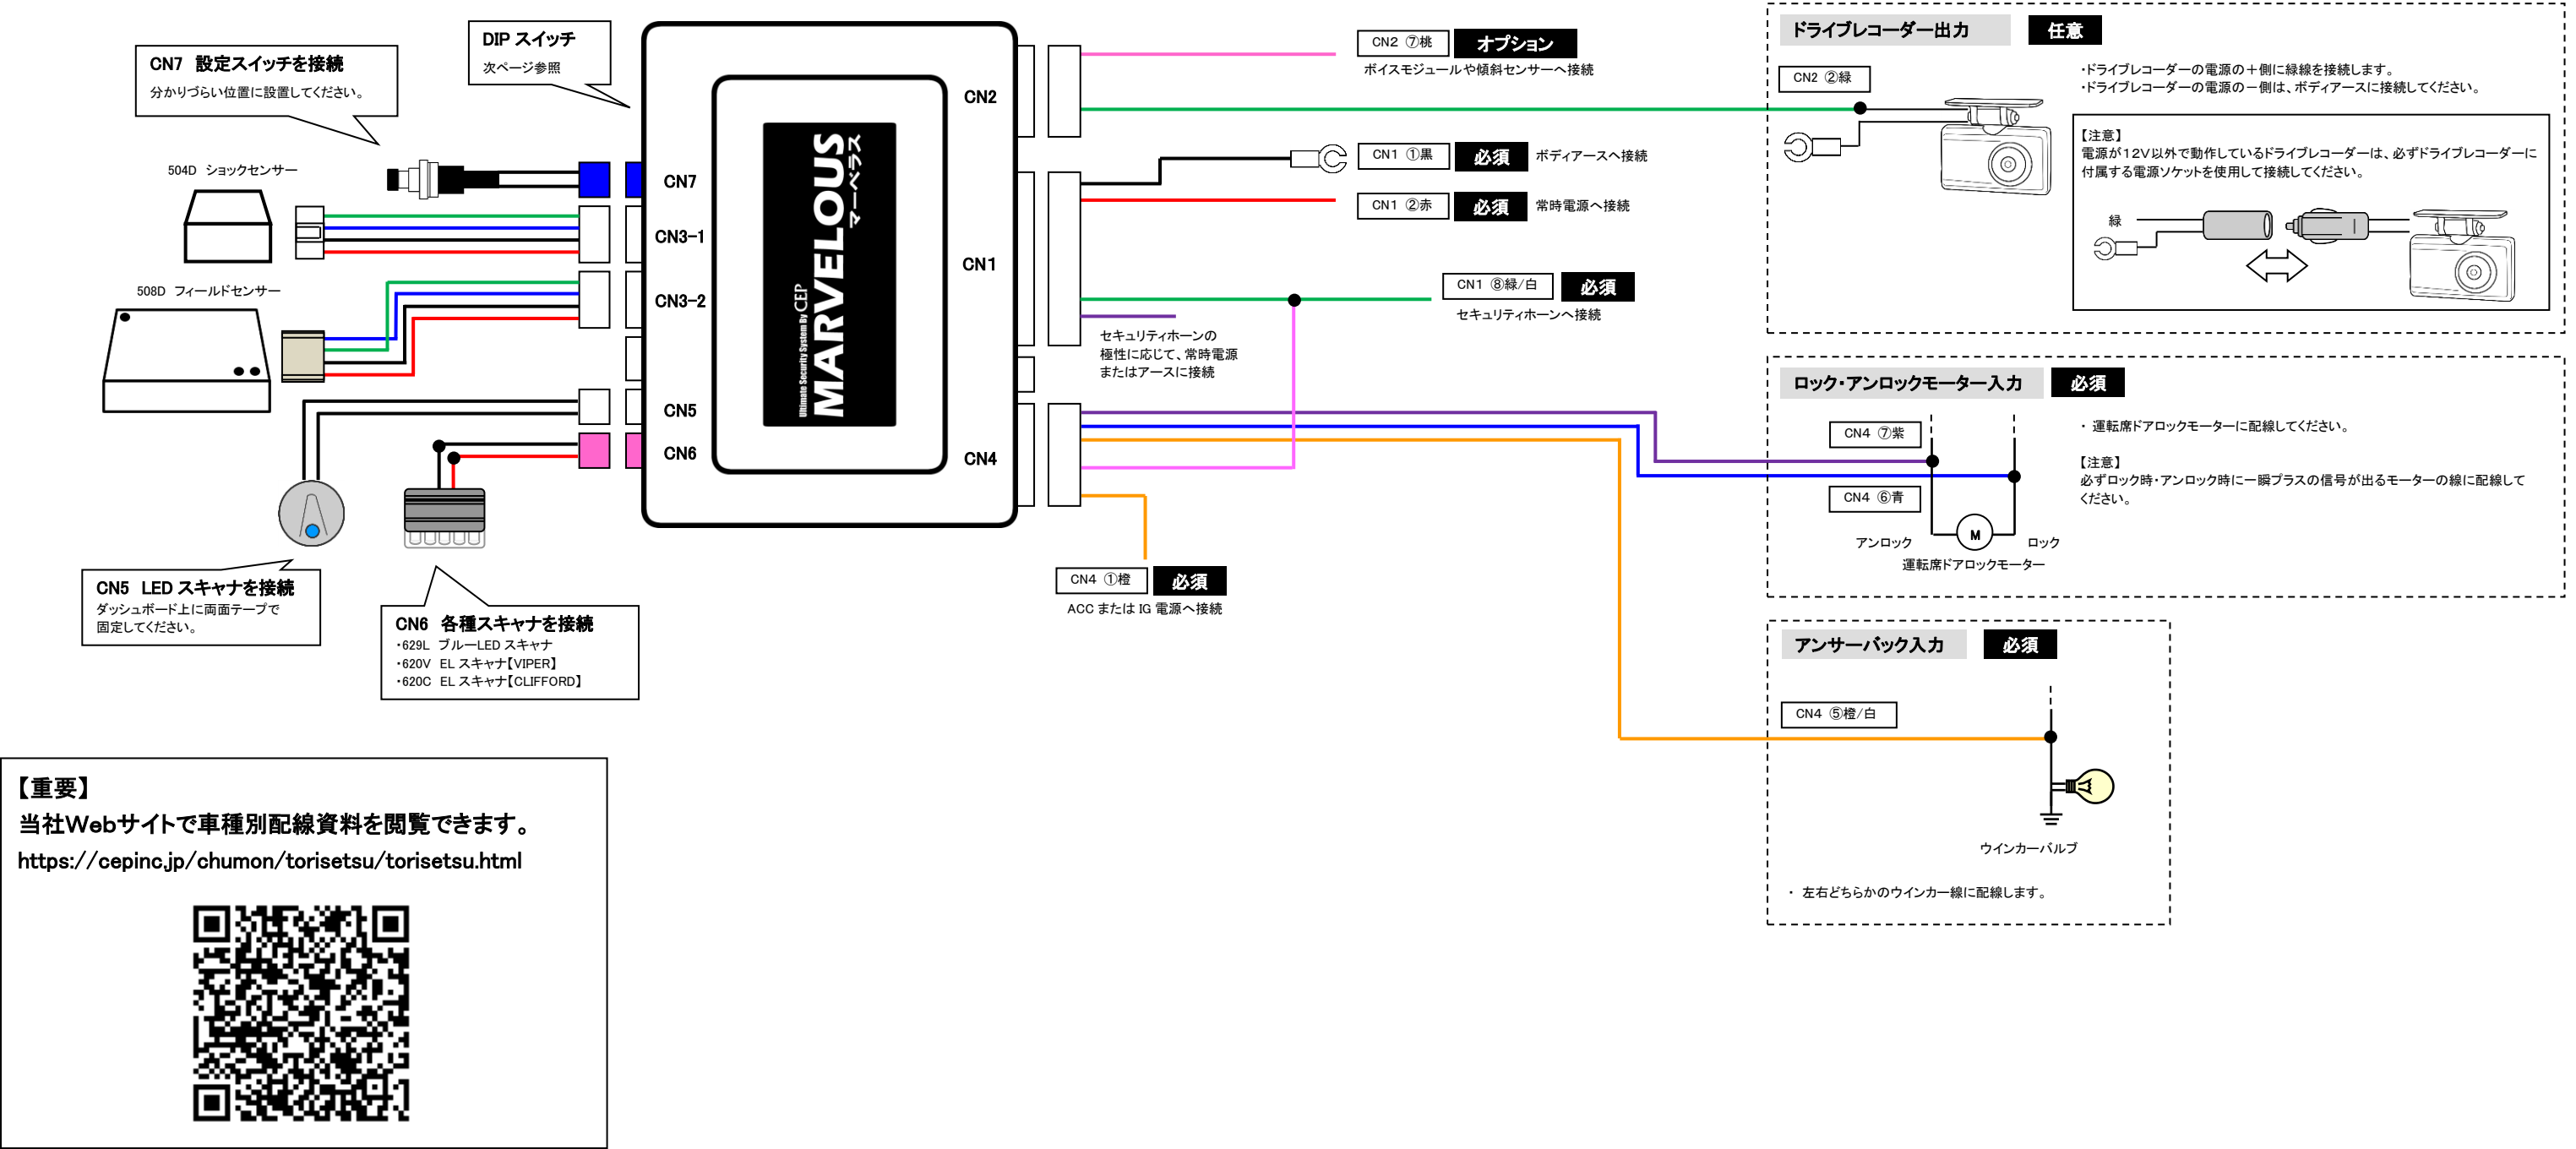 DIP スイッチ
次ページ参照
CN7　設定スイッチを接続
分かりづらい位置に設置してください。
504D　ショックセンサー
508D　フィールドセンサー
CN7
CN3-1
CN3-2
CN5
CN6
CN2
CN1
CN4
Ultimate Security System By CEP
MARVELOUS
マーベラス
CN5　LED スキャナを接続
ダッシュボード上に両面テープで
固定してください。
CN6　各種スキャナを接続
・629L　ブルーLED スキャナ
・620V　EL スキャナ【VIPER】
・620C　EL スキャナ【CLIFFORD】
CN2　⑦桃
オプション
ボイスモジュールや傾斜センサーへ接続
CN1　①黒
必須
ボディアースへ接続
CN1　②赤
必須
常時電源へ接続
CN1　⑧緑/白
必須
セキュリティホーンへ接続
セキュリティホーンの
極性に応じて、常時電源
またはアースに接続
CN4　①橙
必須
ACC または IG 電源へ接続
ドライブレコーダー出力
任意
CN2　②緑
・ドライブレコーダーの電源の＋側に緑線を接続します。
・ドライブレコーダーの電源の－側は、ボディアースに接続してください。
【注意】
電源が１２Ｖ以外で動作しているドライブレコーダーは、必ずドライブレコーダーに
付属する電源ソケットを使用して接続してください。
緑
ロック・アンロックモーター入力
必須
CN4　⑦紫
CN4　⑥青
・ 運転席ドアロックモーターに配線してください。
【注意】
必ずロック時・アンロック時に一瞬プラスの信号が出るモーターの線に配線して
ください。
アンロック
M
ロック
運転席ドアロックモーター
アンサーバック入力
必須
CN4　⑤橙/白
ウインカーバルブ
・ 左右どちらかのウインカー線に配線します。
【重要】
当社Ｗｅｂサイトで車種別配線資料を閲覧できます。
https://cepinc.jp/chumon/torisetsu/torisetsu.html